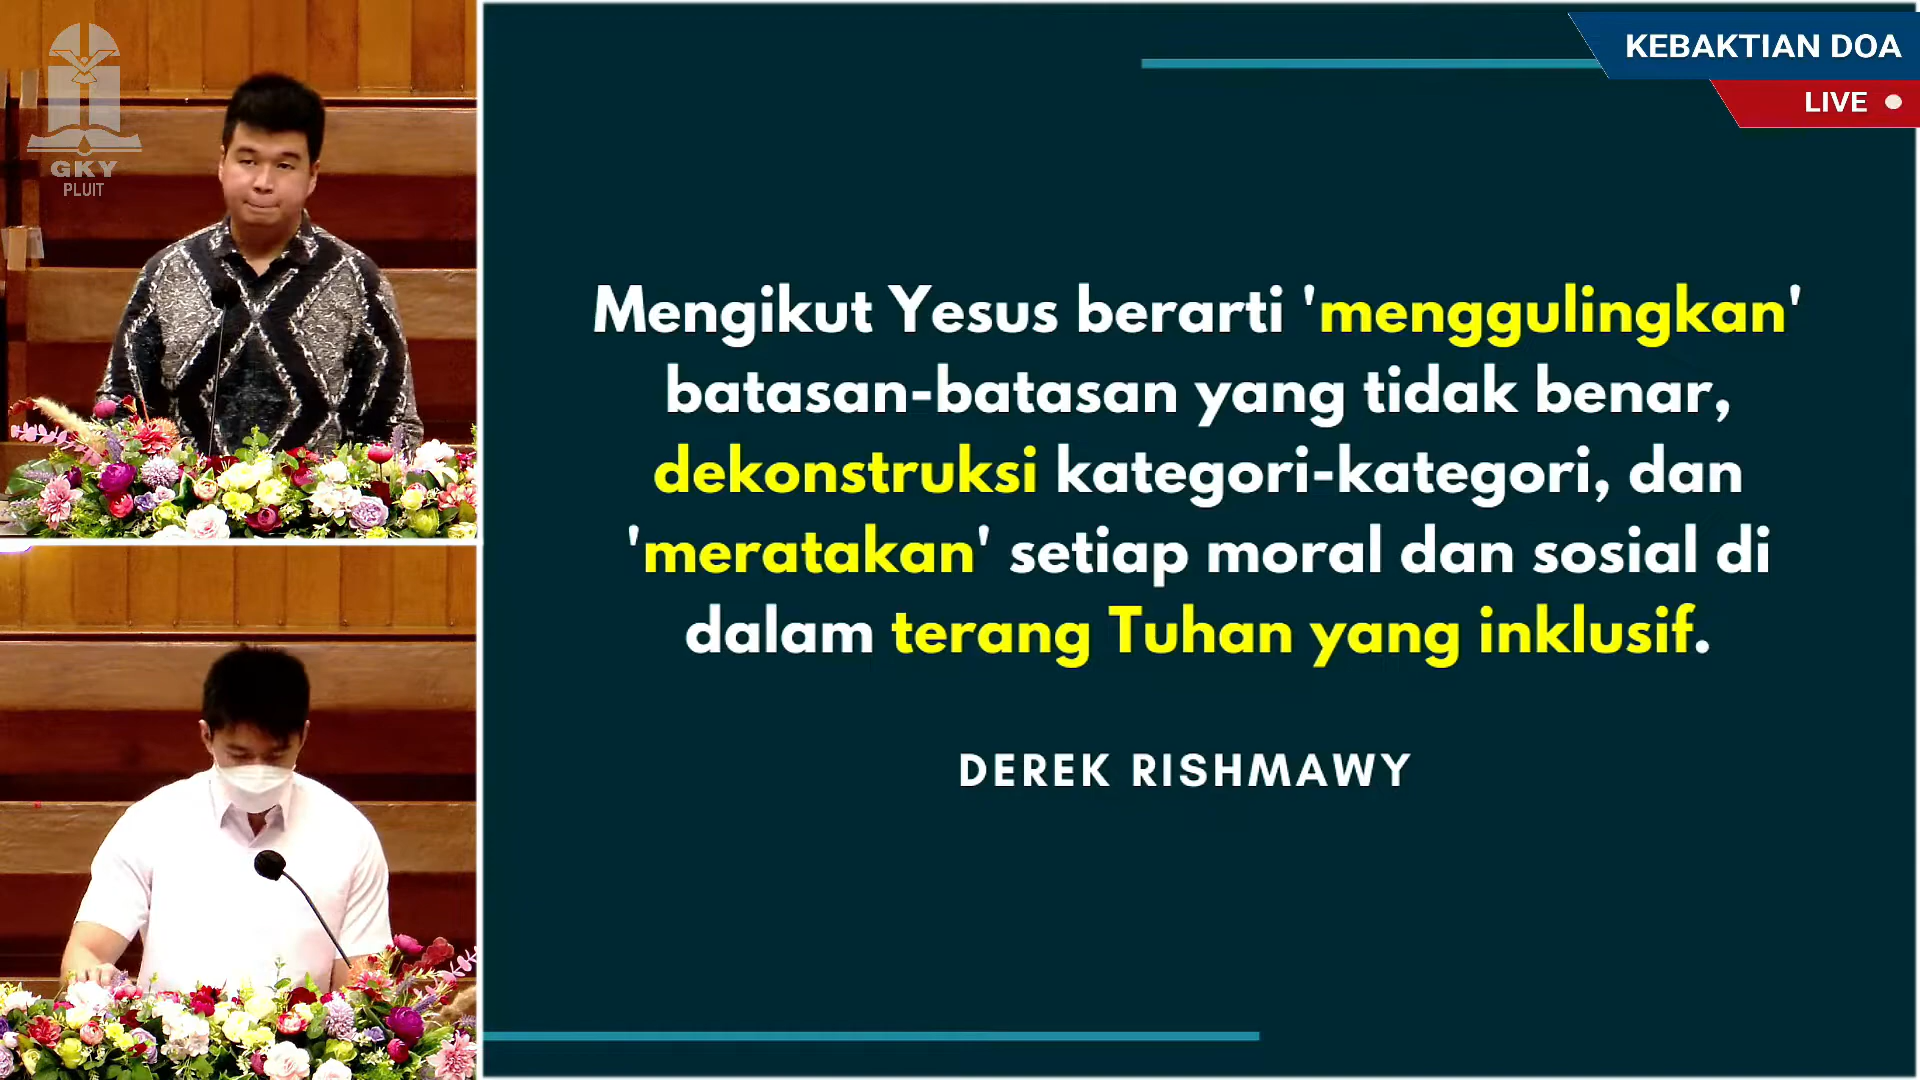 GKY
PLUIT
KEBAKTIAN DOA
LIVE
Mengikut Yesus berarti 'menggulingkan'
batasan-batasan yang tidak benar,
dekonstruksi kategori-kategori, dan
'meratakan' setiap moral dan sosial di
dalam terang Tuhan yang inklusif.
DEREK RISHMAWY